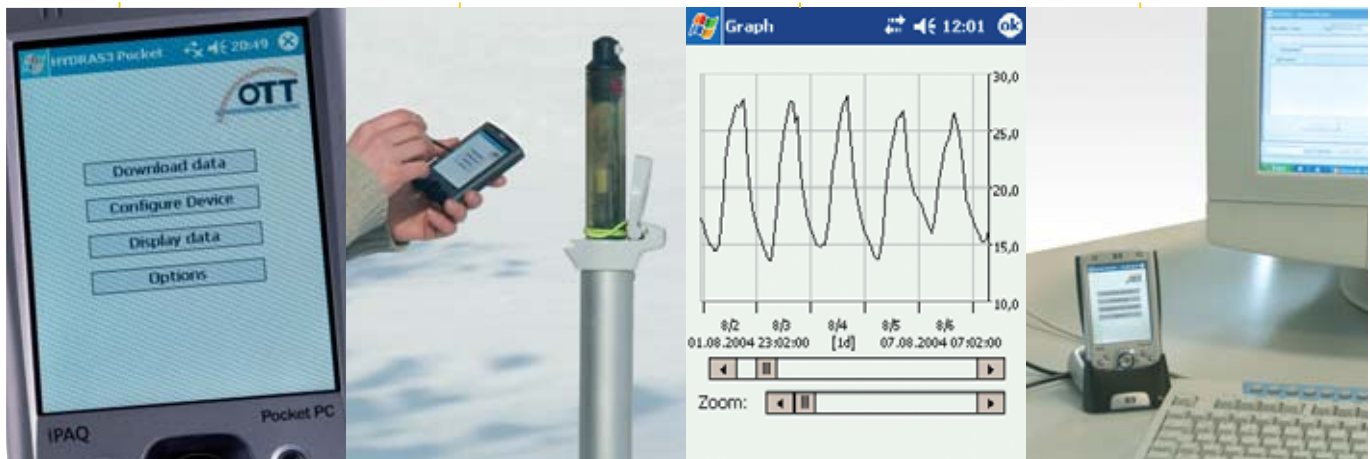 HYDRAS3 Pocket 20:49
OTT
Download data
Configure Device
Display data
Options
iPAQ
Pocket PC
Graph 12:01 ok
30,0
25,0
20,0
15,0
10,0
8/2 8/3 8/4 8/5 8/6
01.08.2004 23:02:00 [1d] 07.08.2004 07:02:00
Zoom:
OTT
hp